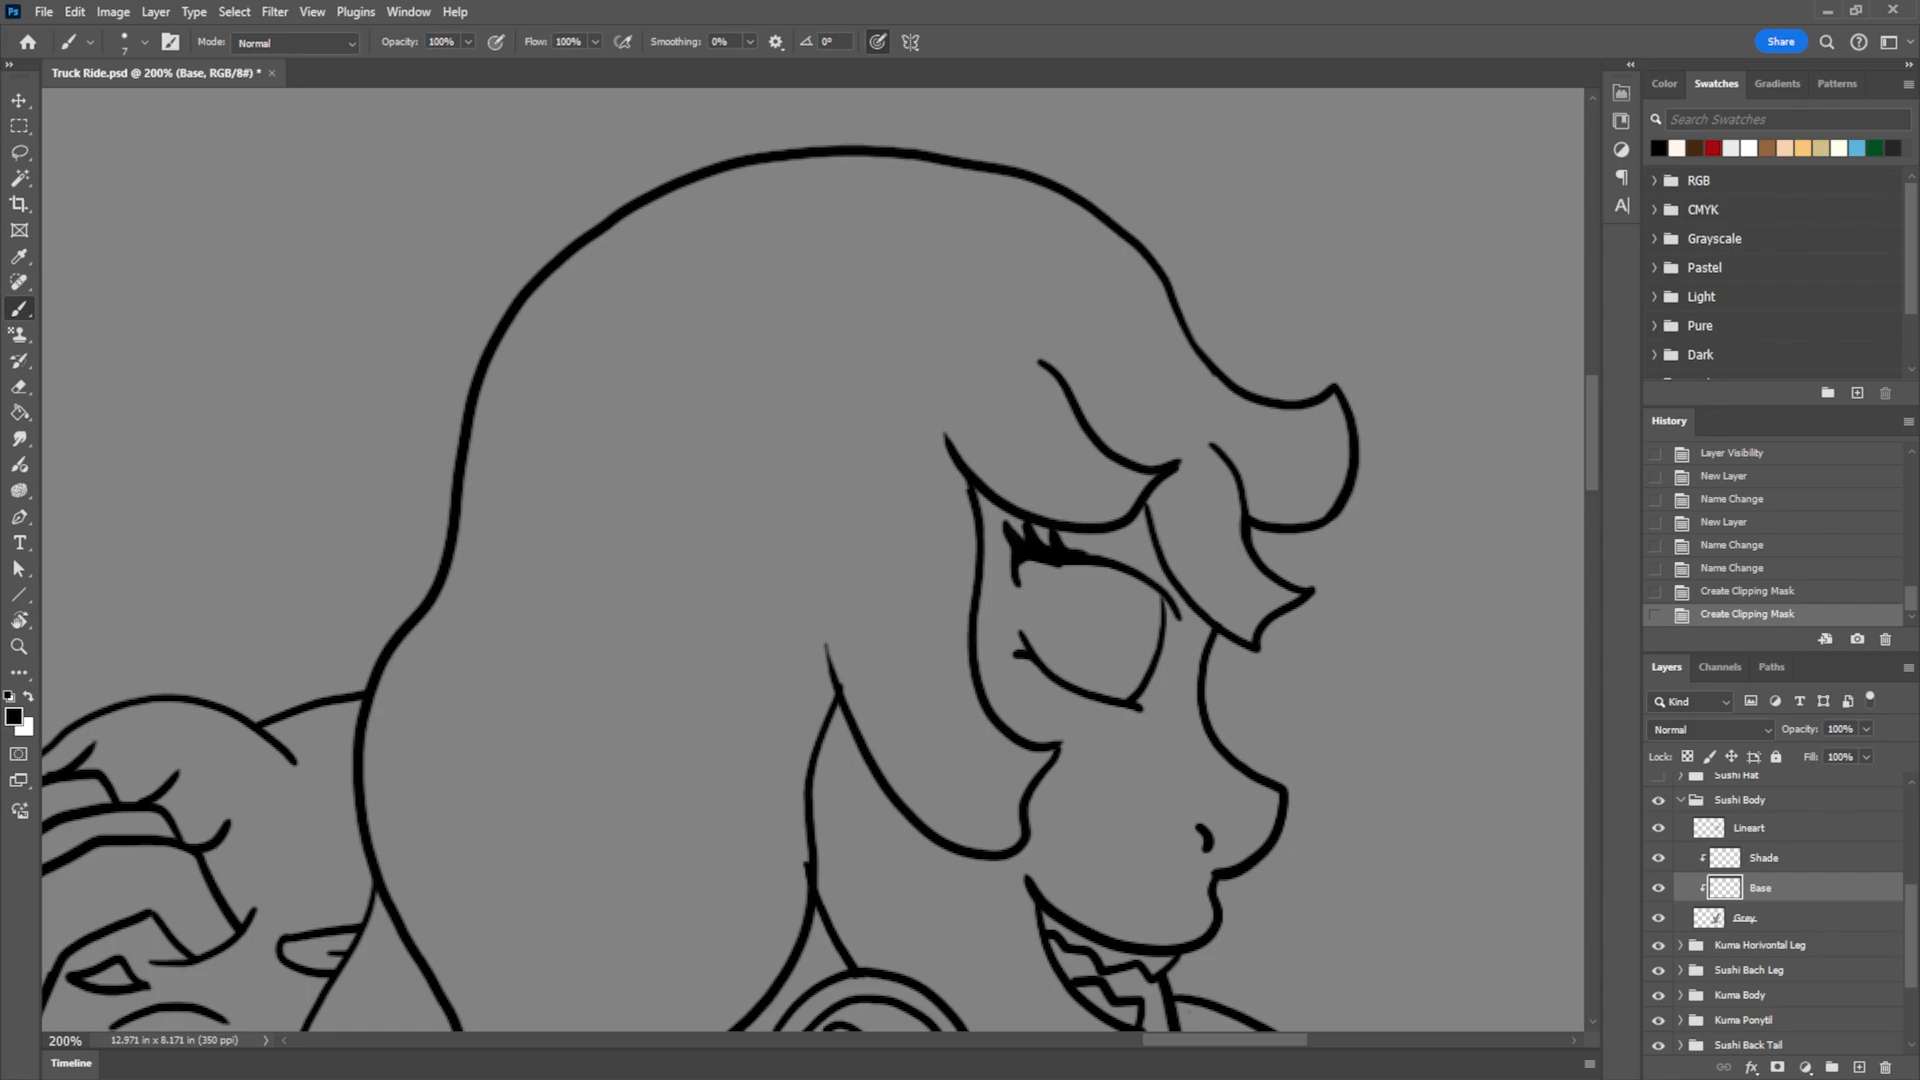 Ps File Edit Image Layer Type Select Filter View Plugins Window Help
7 Mode: Normal Opacity: 100% Flow: 100% Smoothing: 0% 0° Share
Truck Ride.psd @ 200% (Base, RGB/8#) * ×
Color Swatches Gradients Patterns
Search Swatches
RGB
CMYK
Grayscale
Pastel
Light
Pure
Dark
History
Layer Visibility
New Layer
Name Change
New Layer
Name Change
Name Change
Create Clipping Mask
Create Clipping Mask
Layers Channels Paths
Kind
Normal Opacity: 100%
Lock: Fill: 100%
Sushi Hat
Sushi Body
Lineart
Shade
Base
Grey
Kuma Horivontal Leg
Sushi Bach Leg
Kuma Body
Kuma Ponytil
Sushi Back Tail
200% 12.971 in x 8.171 in (350 ppi)
Timeline